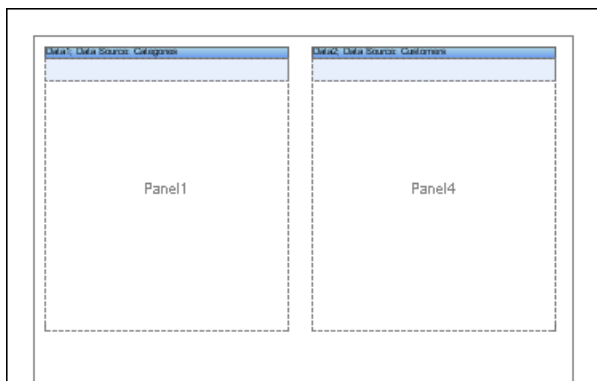 Data1; Data Source: Categories
Data2; Data Source: Customers
Panel1
Panel4